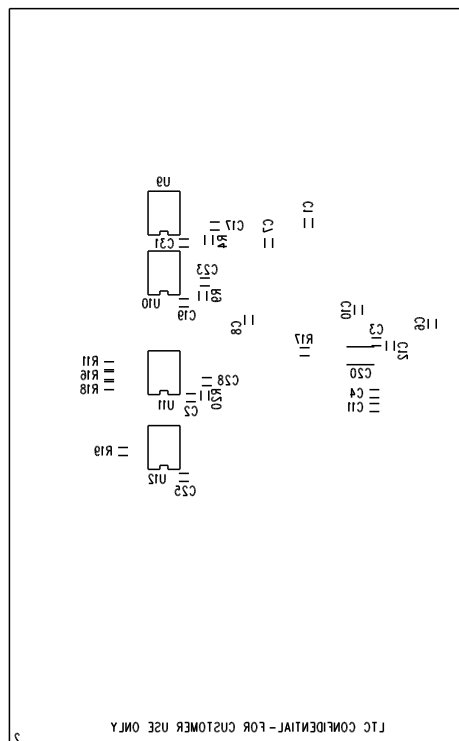 U9
C17
C7
C1
C31
R4
C23
U10
C19
R9
C8
C10
C6
C3
R17
C12
R11
R16
R18
C20
C28
C4
C11
U11
C2
R20
R19
U12
C25
LTC CONFIDENTIAL-FOR CUSTOMER USE ONLY
2